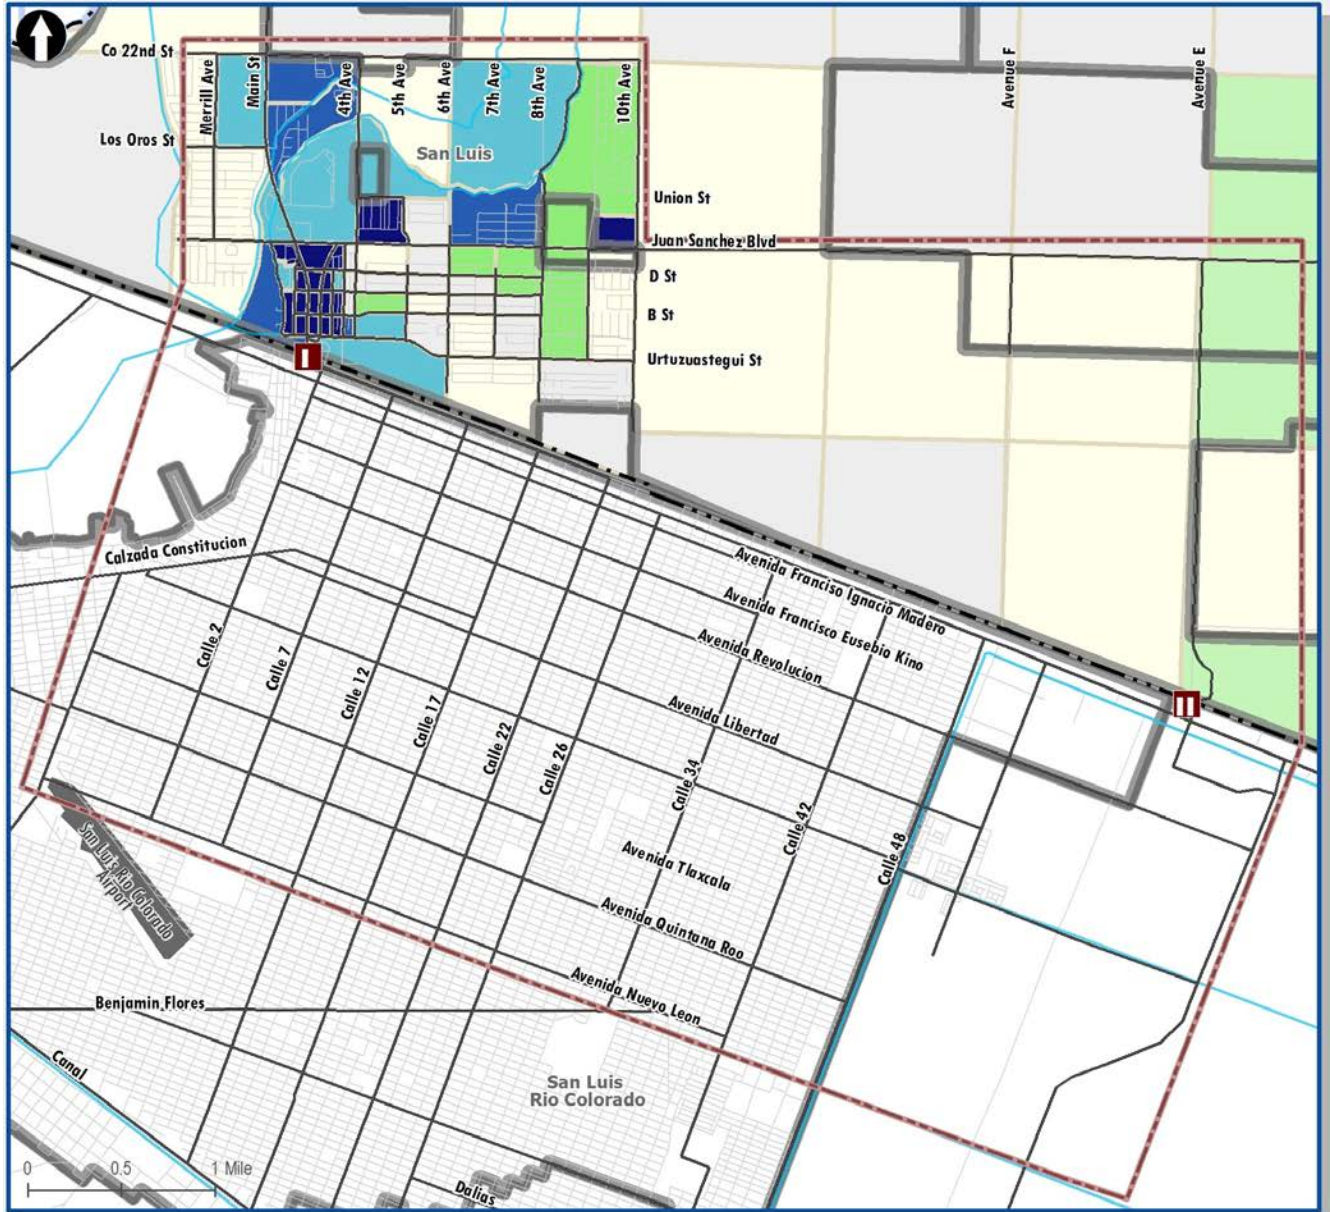 Co 22nd St
Merrill Ave
Main St
4th Ave
5th Ave
6th Ave
7th Ave
8th Ave
10th Ave
Avenue F
Avenue E
Los Oros St
San Luis
Union St
Juan Sanchez Blvd
D St
B St
Urtuzuastegui St
I
Calzada Constitucion
Avenida Franciso Ignacio Madero
Avenida Francisco Eusebio Kino
Avenida Revolucion
Avenida Libertad
Calle 2
Calle 7
Calle 12
Calle 17
Calle 22
Calle 26
Calle 34
Calle 42
Calle 48
II
San Luis Rio Colorado
Airport
Avenida Tlaxcala
Avenida Quintana Roo
Avenida Nuevo Leon
Benjamin Flores
Canal
San Luis
Rio Colorado
0 0.5 1 Mile
Dalias